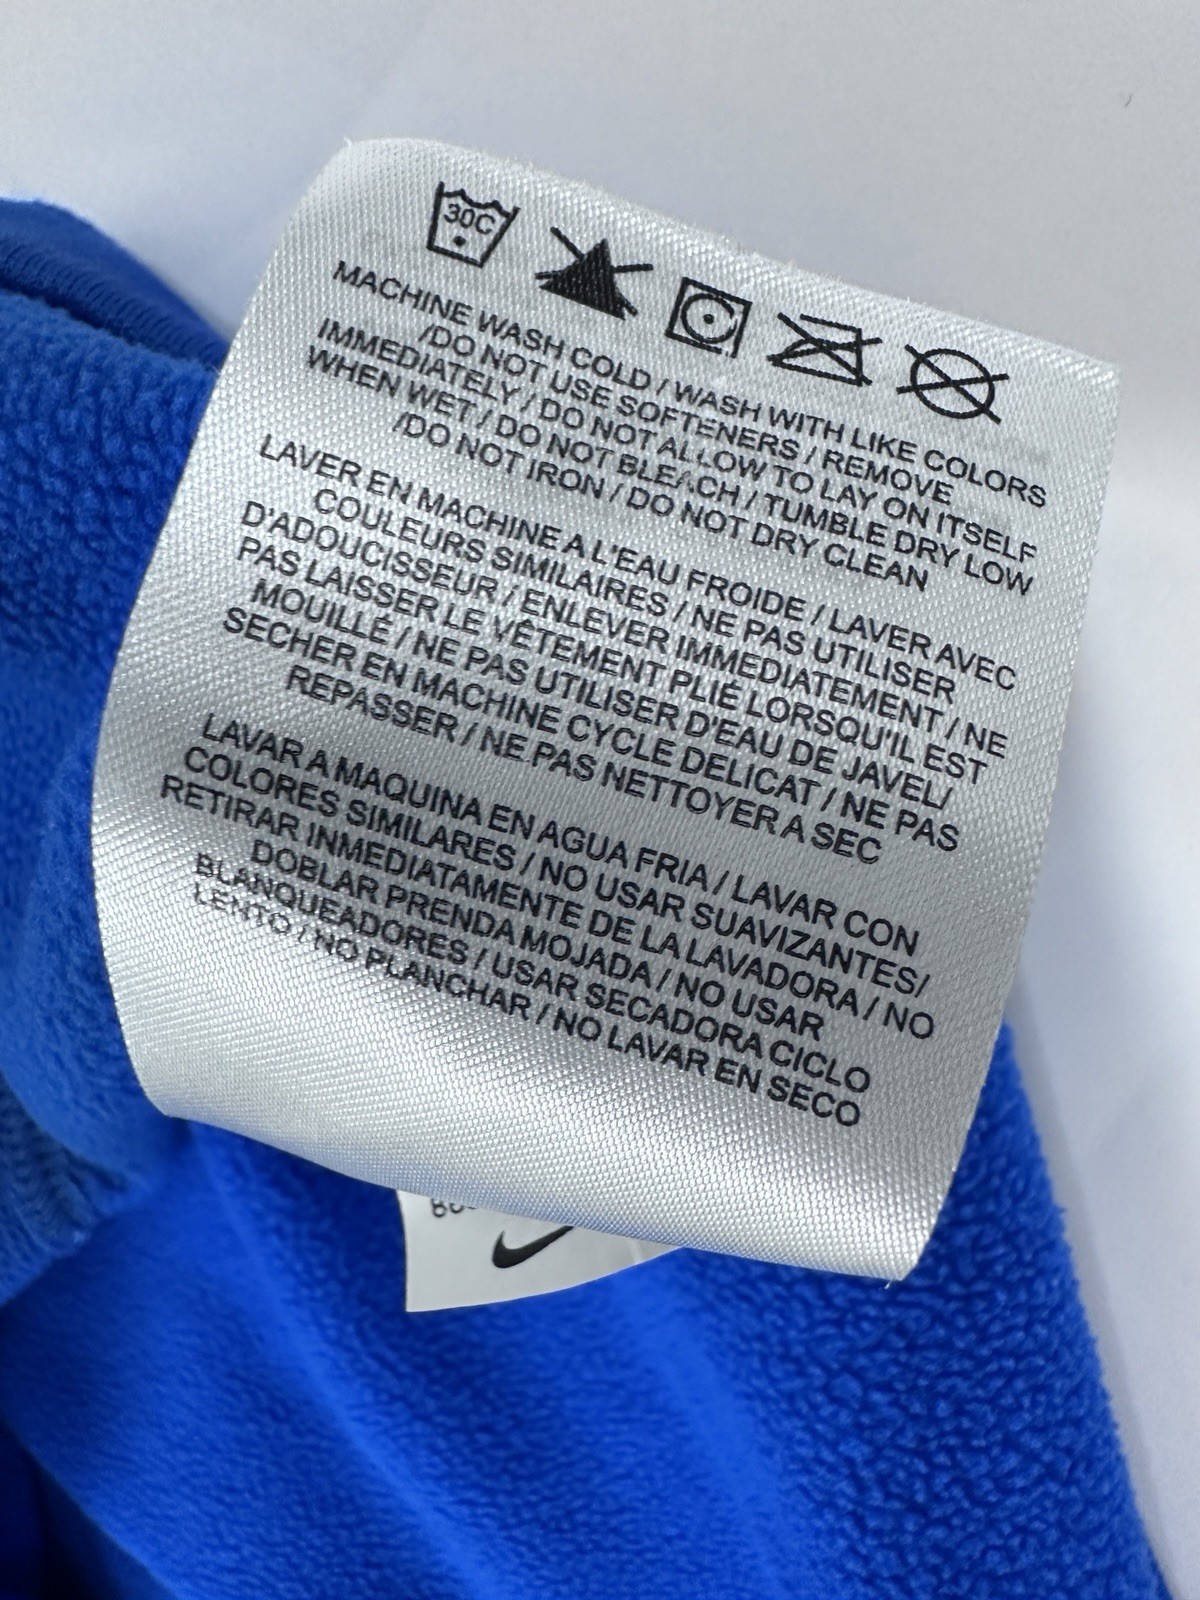 30C
MACHINE WASH COLD / WASH WITH LIKE COLORS
/DO NOT USE SOFTENERS / REMOVE
IMMEDIATELY / DO NOT ALLOW TO LAY ON ITSELF
WHEN WET / DO NOT BLEACH / TUMBLE DRY LOW
/DO NOT IRON / DO NOT DRY CLEAN
LAVER EN MACHINE A L'EAU FROIDE / LAVER AVEC
COULEURS SIMILAIRES / NE PAS UTILISER
D'ADOUCISSEUR / ENLEVER IMMEDIATEMENT / NE
PAS LAISSER LE VÊTEMENT PLIÉ LORSQU'IL EST
MOUILLÉ / NE PAS UTILISER D'EAU DE JAVEL/
SECHER EN MACHINE CYCLE DELICAT / NE PAS
REPASSER / NE PAS NETTOYER A SEC
LAVAR A MAQUINA EN AGUA FRIA / LAVAR CON
COLORES SIMILARES / NO USAR SUAVIZANTES/
RETIRAR INMEDIATAMENTE DE LA LAVADORA / NO
DOBLAR PRENDA MOJADA / NO USAR
BLANQUEADORES / USAR SECADORA CICLO
LENTO / NO PLANCHAR / NO LAVAR EN SECO